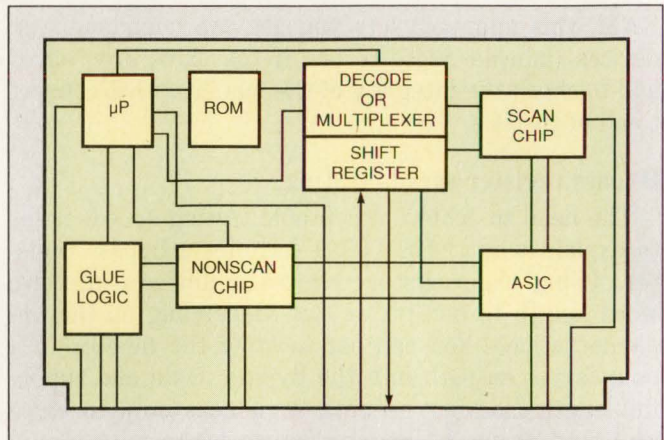 µP
ROM
DECODE
OR
MULTIPLEXER
SHIFT
REGISTER
SCAN
CHIP
GLUE
LOGIC
NONSCAN
CHIP
ASIC